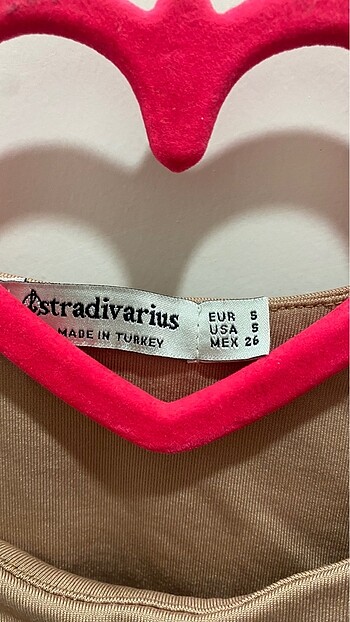 stradivarius
MADE IN TURKEY
EUR S
USA S
MEX 26